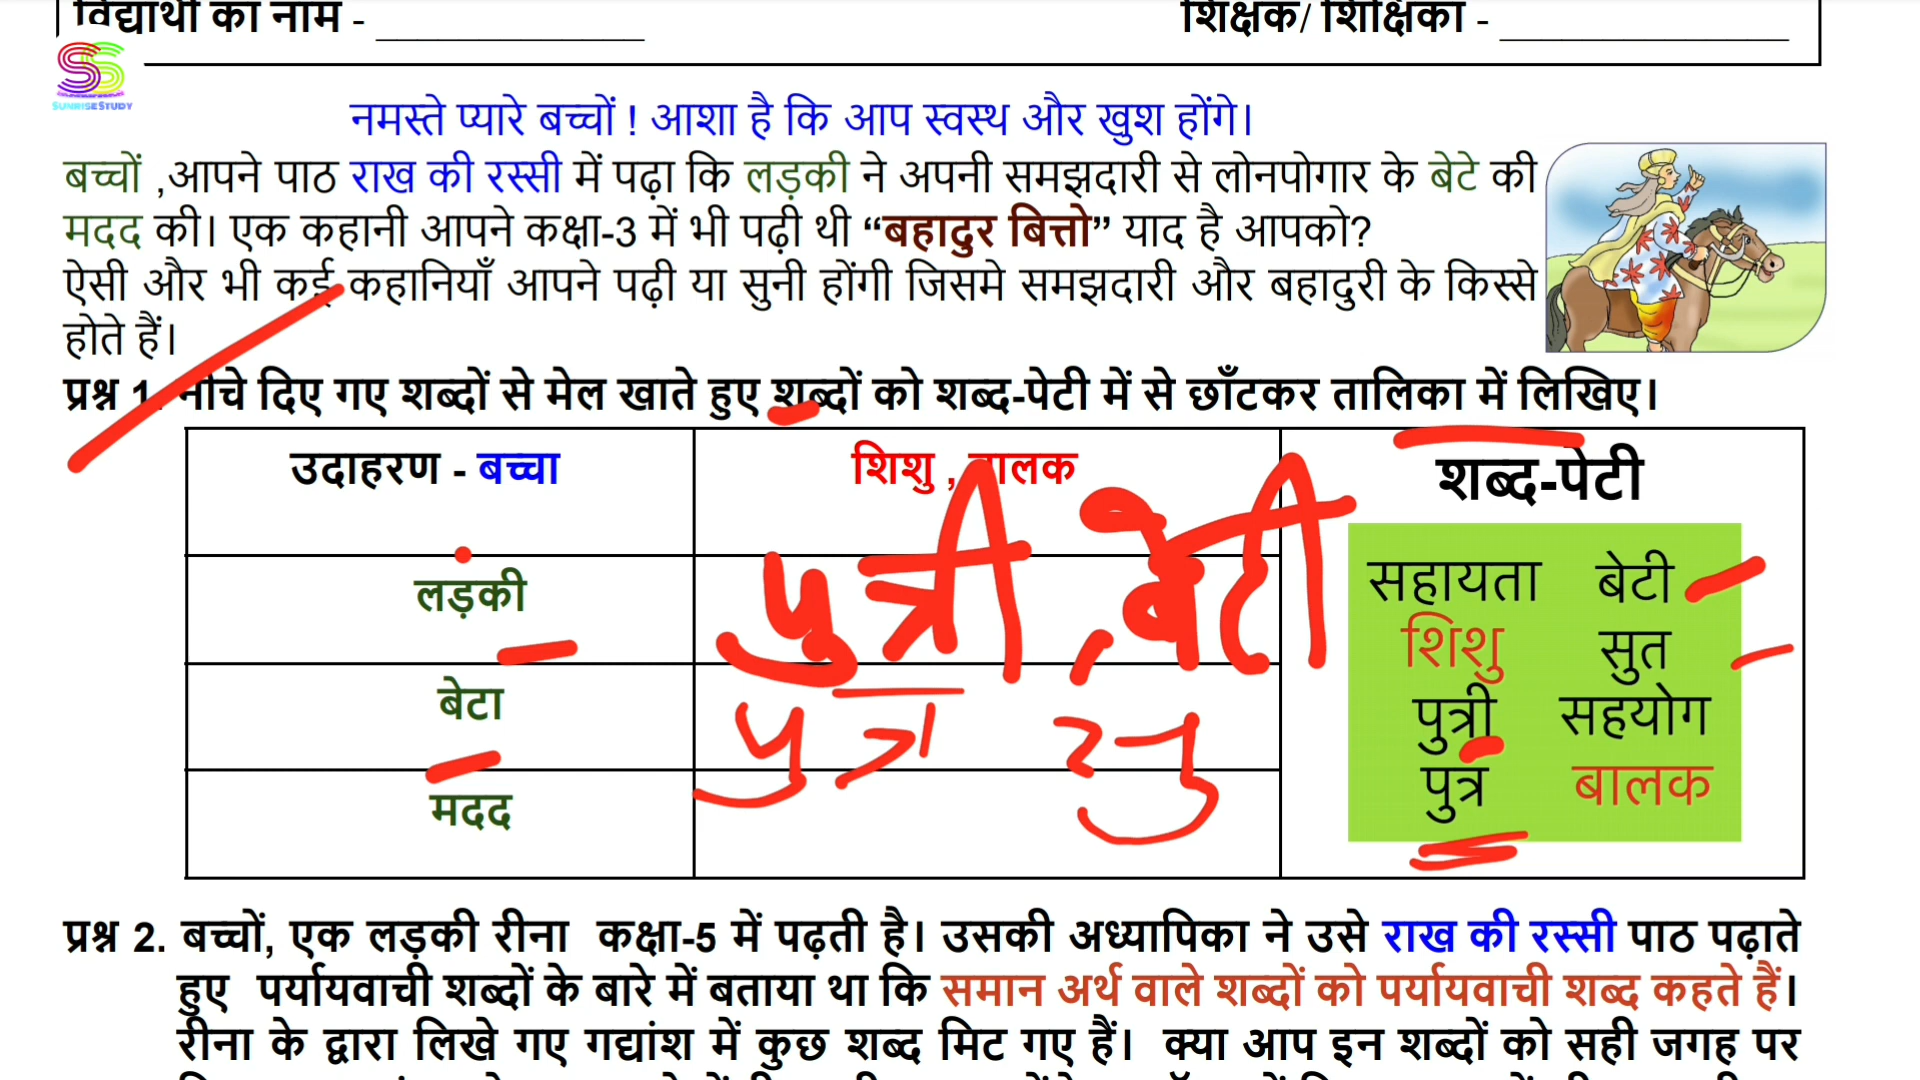 विद्यार्थी का नाम - ____________ शिक्षक/ शिक्षिका - ____________
SS
SUNRISE STUDY
नमस्ते प्यारे बच्चों ! आशा है कि आप स्वस्थ और खुश होंगे।
बच्चों ,आपने पाठ राख की रस्सी में पढ़ा कि लड़की ने अपनी समझदारी से लोनपोगार के बेटे की
मदद की। एक कहानी आपने कक्षा-3 में भी पढ़ी थी “बहादुर बित्तो” याद है आपको?
ऐसी और भी कई कहानियाँ आपने पढ़ी या सुनी होंगी जिसमे समझदारी और बहादुरी के किस्से
होते हैं।
प्रश्न 1. नीचे दिए गए शब्दों से मेल खाते हुए शब्दों को शब्द-पेटी में से छाँटकर तालिका में लिखिए।
उदाहरण - बच्चा शिशु , बालक शब्द-पेटी
लड़की पुत्री , बेटी
बेटा पुत्र सु
मदद
सहायता बेटी
शिशु सुत
पुत्री सहयोग
पुत्र बालक
प्रश्न 2. बच्चों, एक लड़की रीना कक्षा-5 में पढ़ती है। उसकी अध्यापिका ने उसे राख की रस्सी पाठ पढ़ाते
हुए पर्यायवाची शब्दों के बारे में बताया था कि समान अर्थ वाले शब्दों को पर्यायवाची शब्द कहते हैं।
रीना के द्वारा लिखे गए गद्यांश में कुछ शब्द मिट गए हैं। क्या आप इन शब्दों को सही जगह पर